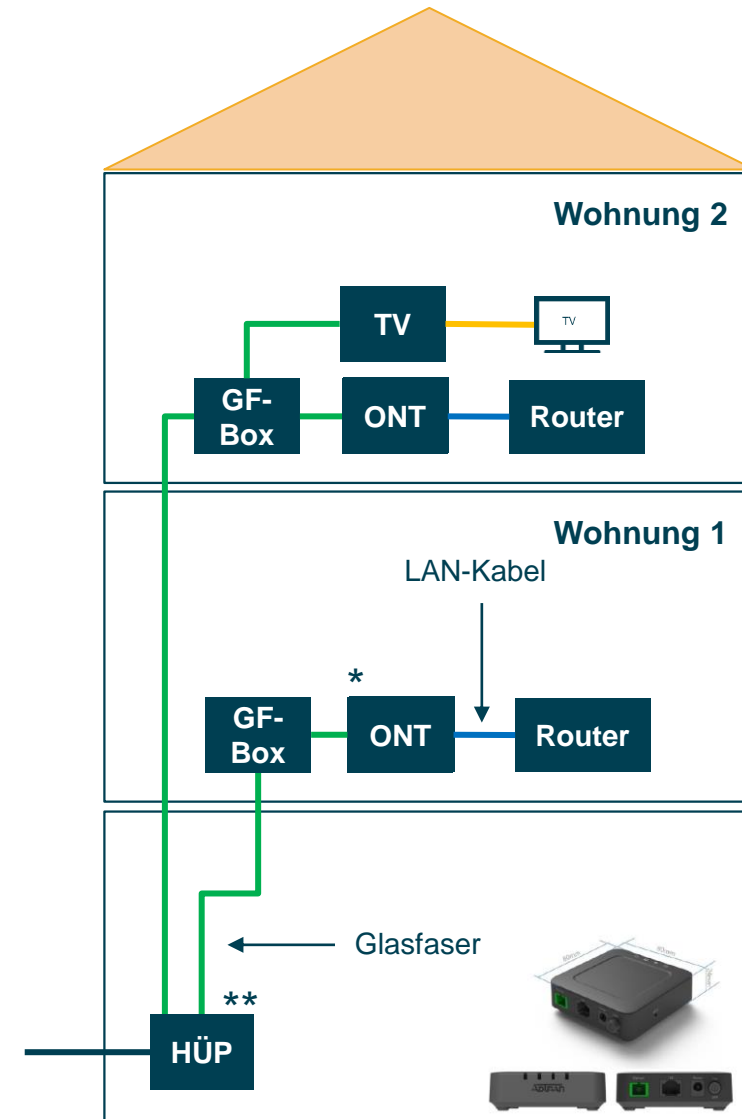 Wohnung 2
TV
TV
GF-
Box
ONT
Router
Wohnung 1
LAN-Kabel
*
GF-
Box
ONT
Router
Glasfaser
**
HÜP